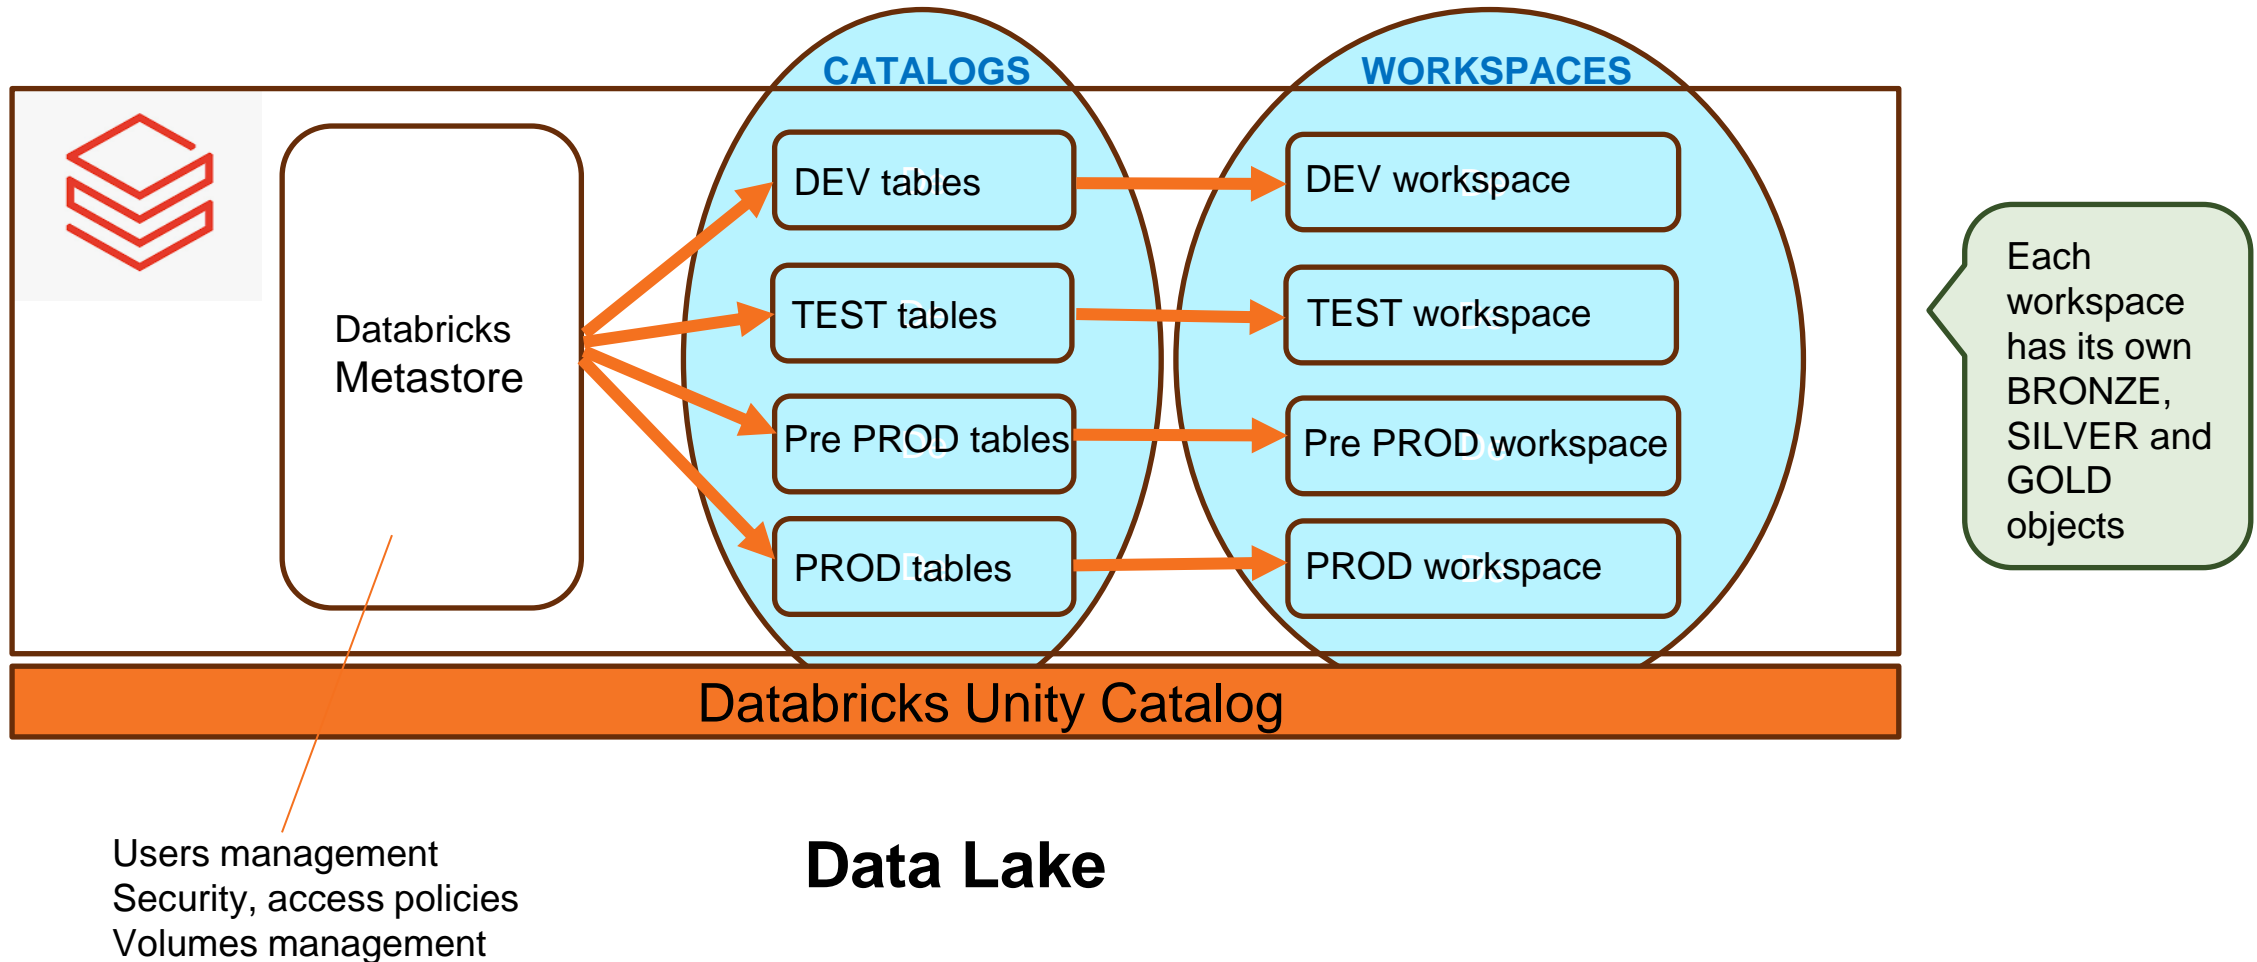 CATALOGS
WORKSPACES
Databricks
Metastore
DEV tables
DEV workspace
TEST tables
TEST workspace
Pre PROD tables
Pre PROD workspace
PROD tables
PROD workspace
Each
workspace
has its own
BRONZE,
SILVER and
GOLD
objects
Databricks Unity Catalog
Users management
Security, access policies
Volumes management
Data Lake